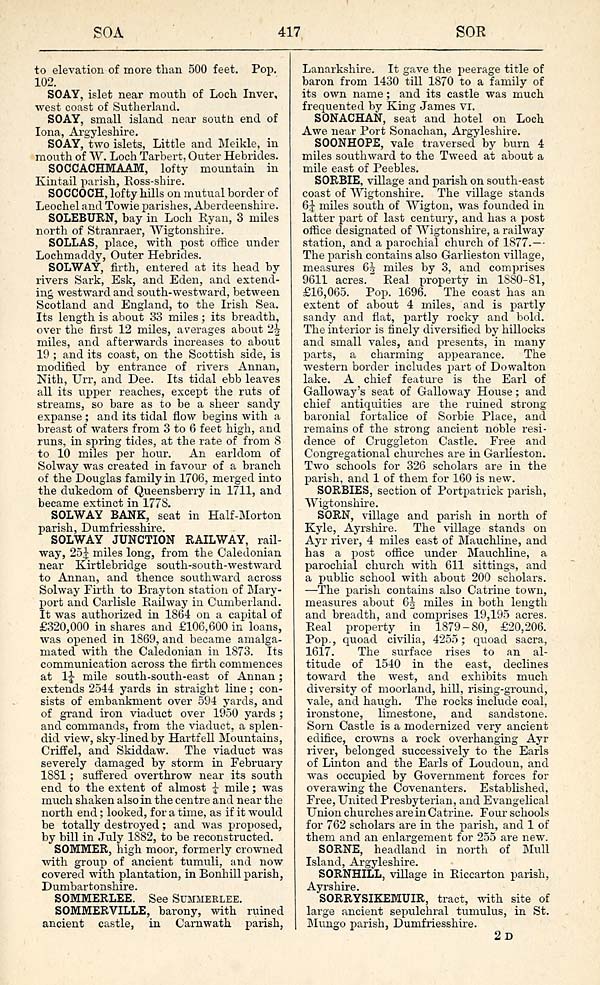 SOA 417 SOR
to elevation of more than 500 feet. Pop.
102.
SOAY, islet near mouth of Loch Inver,
west coast of Sutherland.
SOAY, small island near south end of
Iona, Argyleshire.
SOAY, two islets, Little and Meikle, in
mouth of W. Loch Tarbert, Outer Hebrides.
SOCCACHMAAM, lofty mountain in
Kintail parish, Ross-shire.
SOCCOCH, lofty hills on mutual border of
Leochel and Towie parishes, Aberdeenshire.
SOLEBURN, bay in Loch Ryan, 3 miles
north of Stranraer, Wigtonshire.
SOLLAS, place, with post office under
Lochmaddy, Outer Hebrides.
SOLWAY, firth, entered at its head by
rivers Sark, Esk, and Eden, and extend-
ing westward and south-westward, between
Scotland and England, to the Irish Sea.
Its length is about 33 miles; its breadth,
over the first 12 miles, averages about 2½
miles, and afterwards increases to about
19; and its coast, on the Scottish side, is
modified by entrance of rivers Annan,
Nith, Urr, and Dee. Its tidal ebb leaves
all its upper reaches, except the ruts of
streams, so bare as to be a sheer sandy
expanse; and its tidal flow begins with a
breast of waters from 3 to 6 feet high, and
runs, in spring tides, at the rate of from 8
to 10 miles per hour. An earldom of
Solway was created in favour of a branch
of the Douglas family in 1706, merged into
the dukedom of Queensberry in 1711, and
became extinct in 1778.
SOLWAY BANK, seat in Half-Morton
parish, Dumfriesshire.
SOLWAY JUNCTION RAILWAY, rail-
way, 25¼ miles long, from the Caledonian
near Kirtlebridge south-south-westward
to Annan, and thence southward across
Solway Firth to Brayton station of Mary-
port and Carlisle Railway in Cumberland.
It was authorized in 1864 on a capital of
£320,000 in shares and £106,600 in loans,
was opened in 1869, and became amalga-
mated with the Caledonian in 1873. Its
communication across the firth commences
at 1¼ mile south-south-east of Annan;
extends 2544 yards in straight line; con-
sists of embankment over 594 yards, and
of grand iron viaduct over 1950 yards;
and commands, from the viaduct, a splen-
did view, sky-lined by Hartfell Mountains,
Criffel, and Skiddaw. The viaduct was
severely damaged by storm in February
1881; suffered overthrow near its south
end to the extent of almost ¼ mile; was
much shaken also in the centre and near the
north end; looked, for a time, as if it would
be totally destroyed; and was proposed,
by bill in July 1882, to be reconstructed.
SOMMER, high moor, formerly crowned
with group of ancient tumuli, and now
covered with plantation, in Bonhill parish,
Dumbartonshire.
SOMMERLEE. See SUMMERLEE.
SOMMERVILLE, barony, with ruined
ancient castle, in Carnwath parish,
Lanarkshire. It gave the peerage title of
baron from 1430 till 1870 to a family of
its own name; and its castle was much
frequented by King James VI.
SONACHAN, seat and hotel on Loch
Awe near Port Sonachan, Argyleshire.
SOONHOPE, vale traversed by burn 4
miles southward to the Tweed at about a
mile east of Peebles.
SORBIE, village and parish on south-east
coast of Wigtonshire. The village stands
6¼ miles south of Wigton, was founded in
latter part of last century, and has a post
office designated of Wigtonshire, a railway
station, and a parochial church of 1877.—
The parish contains also Garlieston village,
measures 6½ miles by 3, and comprises
9611 acres. Real property in 1880-81,
£16,065. Pop. 1696. The coast has an
extent of about 4 miles, and is partly
sandy and flat, partly rocky and bold.
The interior is finely diversified by hillocks
and small vales, and presents, in many
parts, a charming appearance. The
western border includes part of Dowalton
lake. A chief feature is the Earl of
Galloway's seat of Galloway House; and
chief antiquities are the ruined strong
baronial fortalice of Sorbie Place, and
remains of the strong ancient noble resi-
dence of Cruggleton Castle. Free and
Congregational churches are in Garlieston.
Two schools for 326 scholars are in the
parish, and 1 of them for 160 is new.
SORBIES, section of Portpatrick parish,
Wigtonshire.
SORN, village and parish in north of
Kyle, Ayrshire. The village stands on
Ayr river, 4 miles east of Mauchline, and
has a post office under Mauchline, a
parochial church with 611 sittings, and
a public school with about 200 scholars.
—The parish contains also Catrine town,
measures about 6½ miles in both length
and breadth, and comprises 19,195 acres.
Real property in 1879-80, £20,206.
Pop., quoad civilia, 4255; quoad sacra,
1617. The surface rises to an al-
titude of 1540 in the east, declines
toward the west, and exhibits much
diversity of moorland, hill, rising-ground,
vale, and haugh. The rocks include coal,
ironstone, limestone, and sandstone.
Sorn Castle is a modernized very ancient
edifice, crowns a rock overhanging Ayr
river, belonged successively to the Earls
of Linton and the Earls of Loudoun, and
was occupied by Government forces for
overawing the Covenanters. Established,
Free, United Presbyterian, and Evangelical
Union churches are in Catrine. Four schools
for 762 scholars are in the parish, and 1 of
them and an enlargement for 255 are new.
SORNE, headland in north of Mull
Island, Argyleshire.
SORNHILL, village in Riccarton parish,
Ayrshire.
SORRYSIKEMUIR, tract, with site of
large ancient sepulchral tumulus, in St.
Mungo parish, Dumfriesshire.
2 D